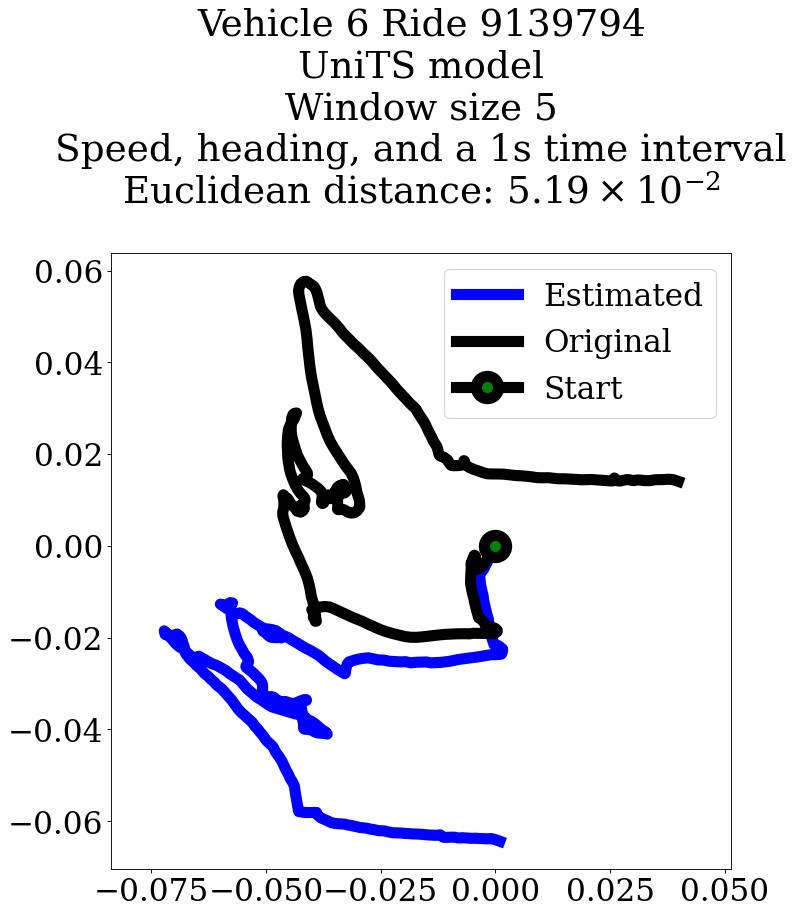 Vehicle 6 Ride 9139794
UniTS model
Window size 5
Speed, heading, and a 1s time interval
Euclidean distance: 5.19 × 10⁻²
Estimated
Original
Start
0.06
0.04
0.02
0.00
−0.02
−0.04
−0.06
−0.075 −0.050 −0.025 0.000 0.025 0.050